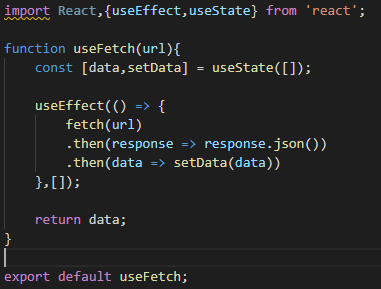 import React,{useEffect,useState} from 'react';
function useFetch(url){
const [data,setData] = useState([]);
useEffect(() => {
fetch(url)
.then(response => response.json())
.then(data => setData(data))
},[]);
return data;
}
export default useFetch;